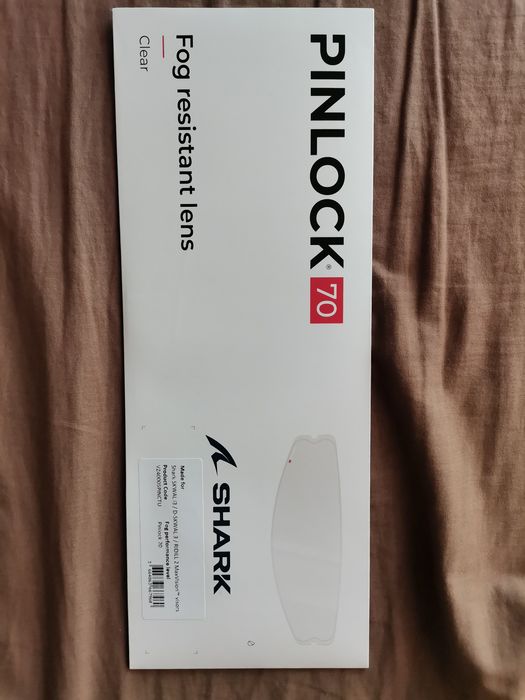 PINLOCK® 70
Fog resistant lens
Clear
SHARK
Made for
Shark SKWAL i3 / D-SKWAL 3 / RIDILL 2 MaxVision™ visors
Product Code
Fog performance level
Pinlock 70